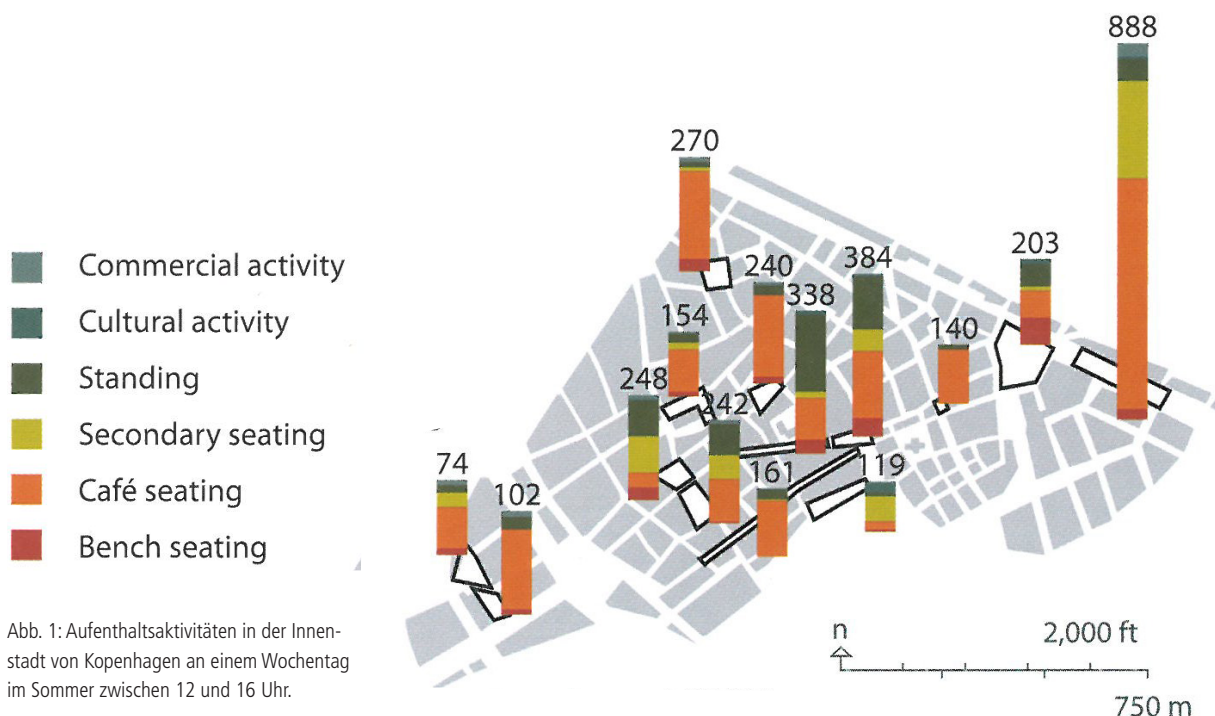 888
270
203
384
240
338
140
154
248
242
161
119
74
102
Commercial activity
Cultural activity
Standing
Secondary seating
Café seating
Bench seating
Abb. 1: Aufenthaltsaktivitäten in der Innen-
stadt von Kopenhagen an einem Wochentag
im Sommer zwischen 12 und 16 Uhr.
n
2,000 ft
750 m